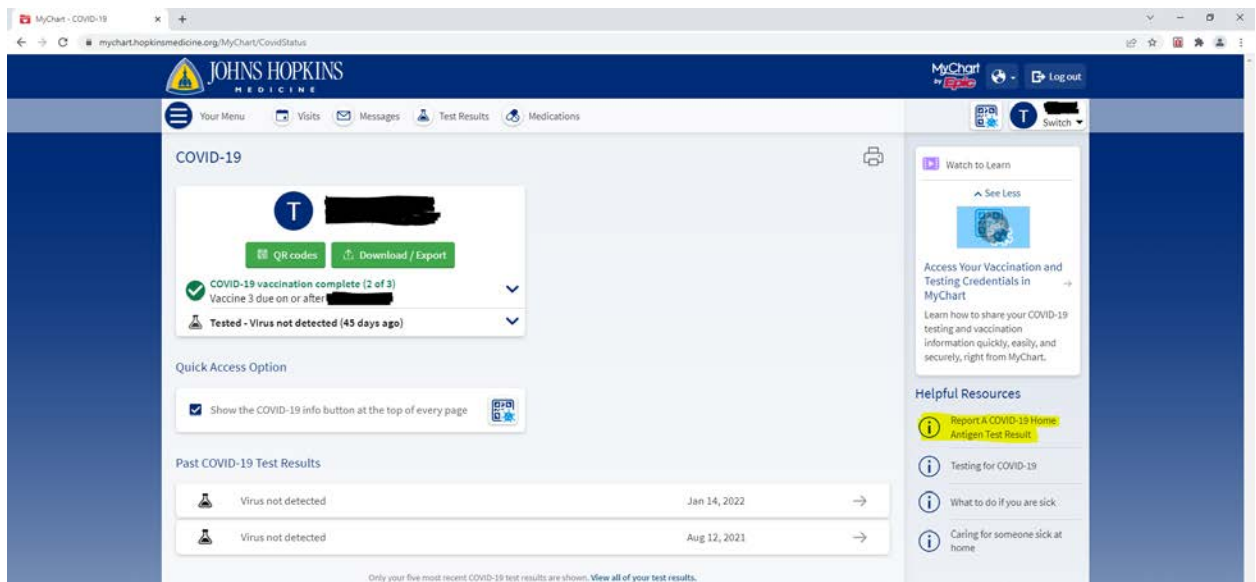 MyChart - COVID-19
mychart.hopkinsmedicine.org/MyChart/CovidStatus
JOHNS HOPKINS
MEDICINE
MyChart
by Epic
Log out
Your Menu
Visits
Messages
Test Results
Medications
T
Switch
COVID-19
T
QR codes
Download / Export
COVID-19 vaccination complete (2 of 3)
Vaccine 3 due on or after
Tested - Virus not detected (45 days ago)
Quick Access Option
Show the COVID-19 info button at the top of every page
Past COVID-19 Test Results
Virus not detected Jan 14, 2022
Virus not detected Aug 12, 2021
Only your five most recent COVID-19 test results are shown. View all of your test results.
Watch to Learn
See Less
Access Your Vaccination and
Testing Credentials in
MyChart
Learn how to share your COVID-19
testing and vaccination
information quickly, easily, and
securely, right from MyChart.
Helpful Resources
Report A COVID-19 Home
Antigen Test Result
Testing for COVID-19
What to do if you are sick
Caring for someone sick at
home